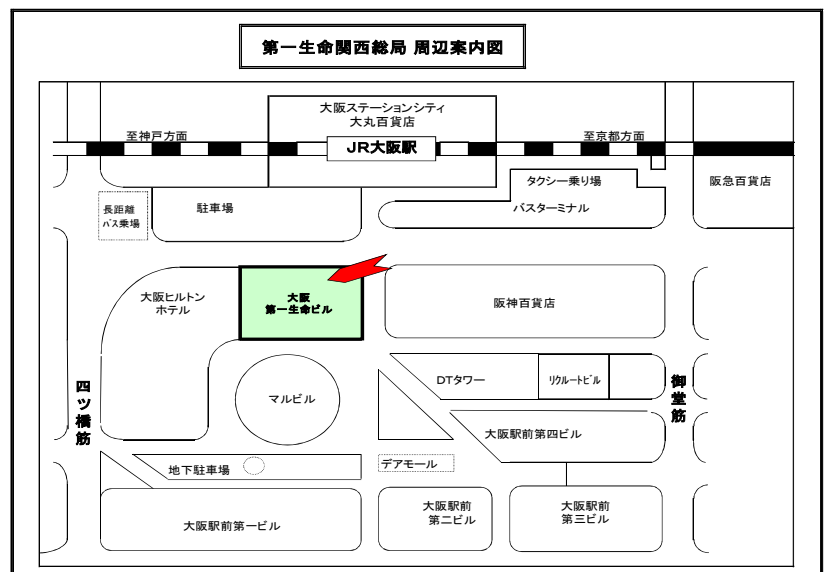 第一生命関西総局 周辺案内図
大阪ステーションシティ
大丸百貨店
至神戸方面
JR大阪駅
至京都方面
タクシー乗り場
阪急百貨店
長距離
バス乗場
駐車場
バスターミナル
大阪ヒルトン
ホテル
大阪
第一生命ビル
阪神百貨店
四ツ橋筋
マルビル
DTタワー
リクルートビル
御堂筋
大阪駅前第四ビル
地下駐車場
デアモール
大阪駅前第一ビル
大阪駅前
第二ビル
大阪駅前
第三ビル